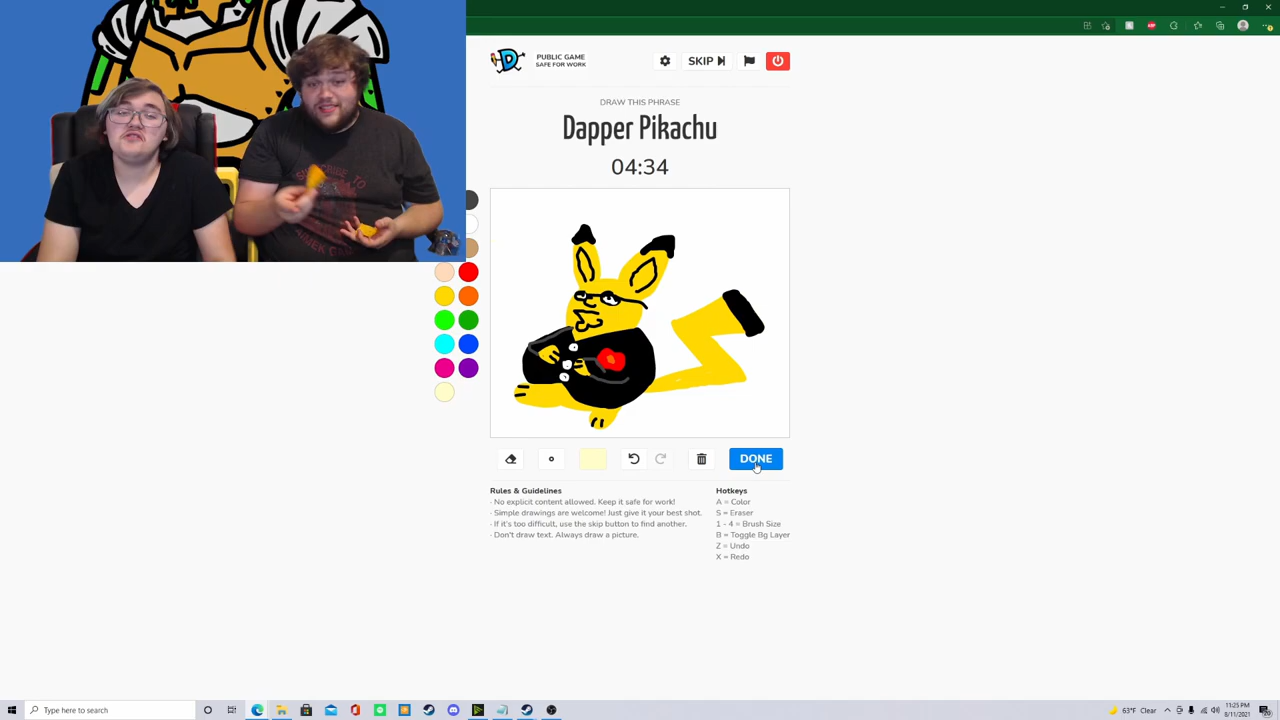 PUBLIC GAME
SAFE FOR WORK
SKIP
DRAW THIS PHRASE
Dapper Pikachu
04:34
DONE
Rules & Guidelines
· No explicit content allowed. Keep it safe for work!
· Simple drawings are welcome! Just give it your best shot.
· If it's too difficult, use the skip button to find another.
· Don't draw text. Always draw a picture.
Hotkeys
A = Color
S = Eraser
1 - 4 = Brush Size
B = Toggle Bg Layer
Z = Undo
X = Redo
SUBSCRIBE TO
Type here to search
63°F Clear
11:25 PM
8/11/2021